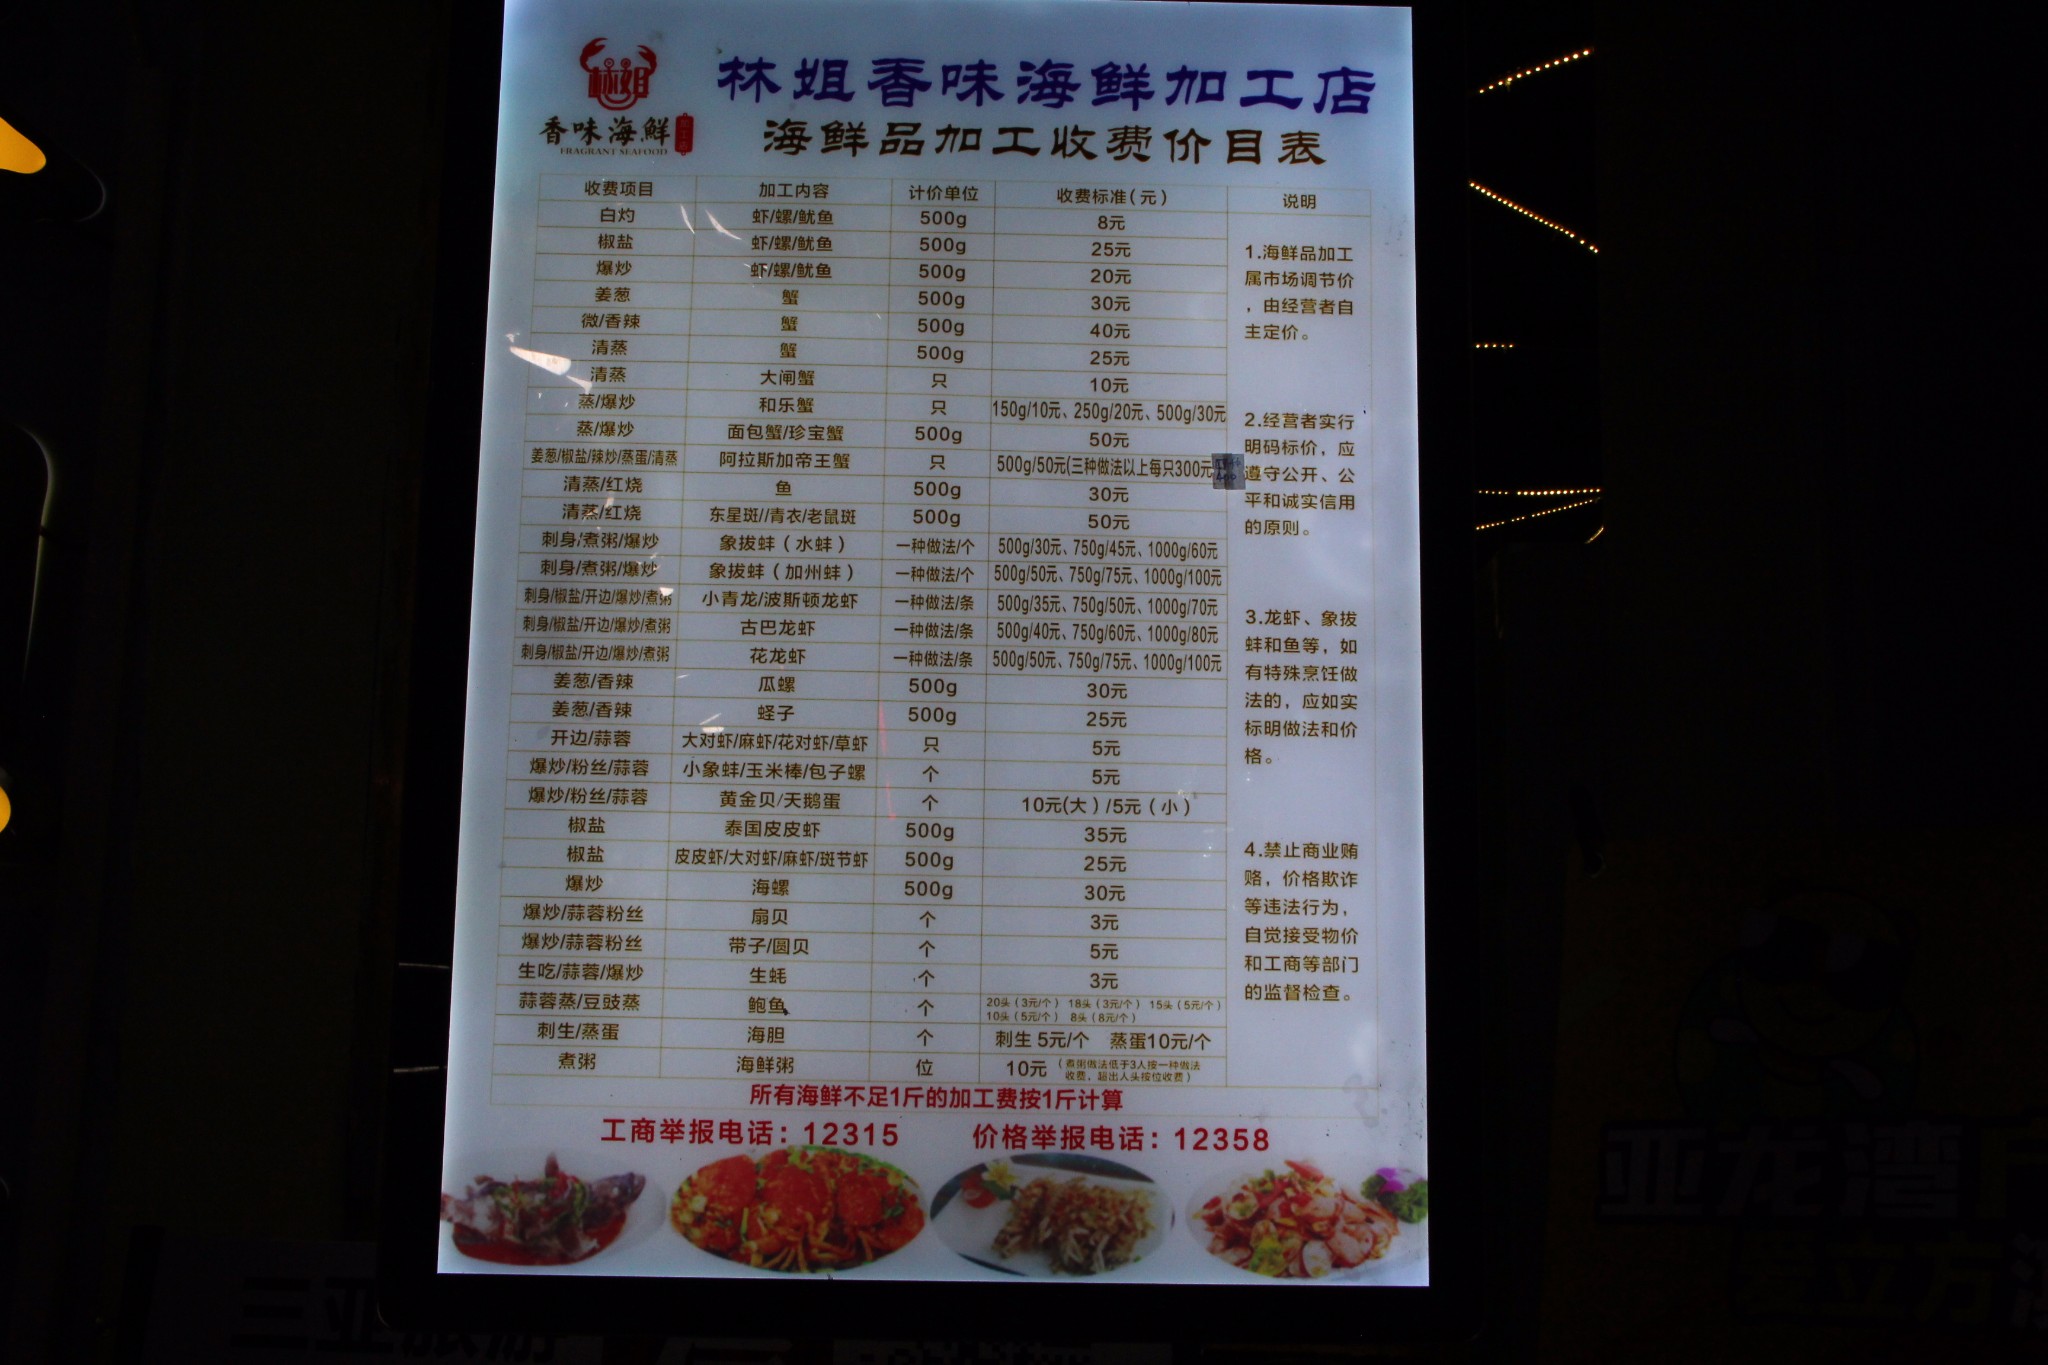 林姐
香味海鲜
FRAGRANT SEAFOOD
林姐香味海鲜加工店
海鲜品加工收费价目表
收费项目 加工内容 计价单位 收费标准(元) 说明
白灼 虾/螺/鱿鱼 500g 8元
椒盐 虾/螺/鱿鱼 500g 25元
爆炒 虾/螺/鱿鱼 500g 20元
姜葱 蟹 500g 30元
微/香辣 蟹 500g 40元
清蒸 蟹 500g 25元
清蒸 大闸蟹 只 10元
蒸/爆炒 和乐蟹 只 150g/10元、250g/20元、500g/30元
蒸/爆炒 面包蟹/珍宝蟹 500g 50元
姜葱/椒盐/辣炒/蒸蛋/清蒸 阿拉斯加帝王蟹 只 500g/50元(三种做法以上每只300元
清蒸/红烧 鱼 500g 30元
清蒸/红烧 东星斑//青衣/老鼠斑 500g 50元
刺身/煮粥/爆炒 象拔蚌（水蚌） 一种做法/个 500g/30元、750g/45元、1000g/60元
刺身/煮粥/爆炒 象拔蚌（加州蚌） 一种做法/个 500g/50元、750g/75元、1000g/100元
刺身/椒盐/开边/爆炒/煮粥 小青龙/波斯顿龙虾 一种做法/条 500g/35元、750g/50元、1000g/70元
刺身/椒盐/开边/爆炒/煮粥 古巴龙虾 一种做法/条 500g/40元、750g/60元、1000g/80元
刺身/椒盐/开边/爆炒/煮粥 花龙虾 一种做法/条 500g/50元、750g/75元、1000g/100元
姜葱/香辣 瓜螺 500g 30元
姜葱/香辣 蛏子 500g 25元
开边/蒜蓉 大对虾/麻虾/花对虾/草虾 只 5元
爆炒/粉丝/蒜蓉 小象蚌/玉米棒/包子螺 个 5元
爆炒/粉丝/蒜蓉 黄金贝/天鹅蛋 个 10元(大）/5元（小）
椒盐 泰国皮皮虾 500g 35元
椒盐 皮皮虾/大对虾/麻虾/斑节虾 500g 25元
爆炒 海螺 500g 30元
爆炒/蒜蓉粉丝 扇贝 个 3元
爆炒/蒜蓉粉丝 带子/圆贝 个 5元
生吃/蒜蓉/爆炒 生蚝 个 3元
蒜蓉蒸/豆豉蒸 鲍鱼 个 20头（3元/个） 18头（3元/个） 15头（5元/个）
10头（5元/个） 8头（8元/个）
刺生/蒸蛋 海胆 个 刺生 5元/个 蒸蛋10元/个
煮粥 海鲜粥 位 10元 （煮粥做法低于3人按一种做法
收费，超出人头按位收费）
1.海鲜品加工
属市场调节价
，由经营者自
主定价。
2.经营者实行
明码标价，应
遵守公开、公
平和诚实信用
的原则。
3.龙虾、象拔
蚌和鱼等，如
有特殊烹饪做
法的，应如实
标明做法和价
格。
4.禁止商业贿
赂，价格欺诈
等违法行为，
自觉接受物价
和工商等部门
的监督检查。
所有海鲜不足1斤的加工费按1斤计算
工商举报电话：12315 价格举报电话：12358
亚龙湾
三亚旅游